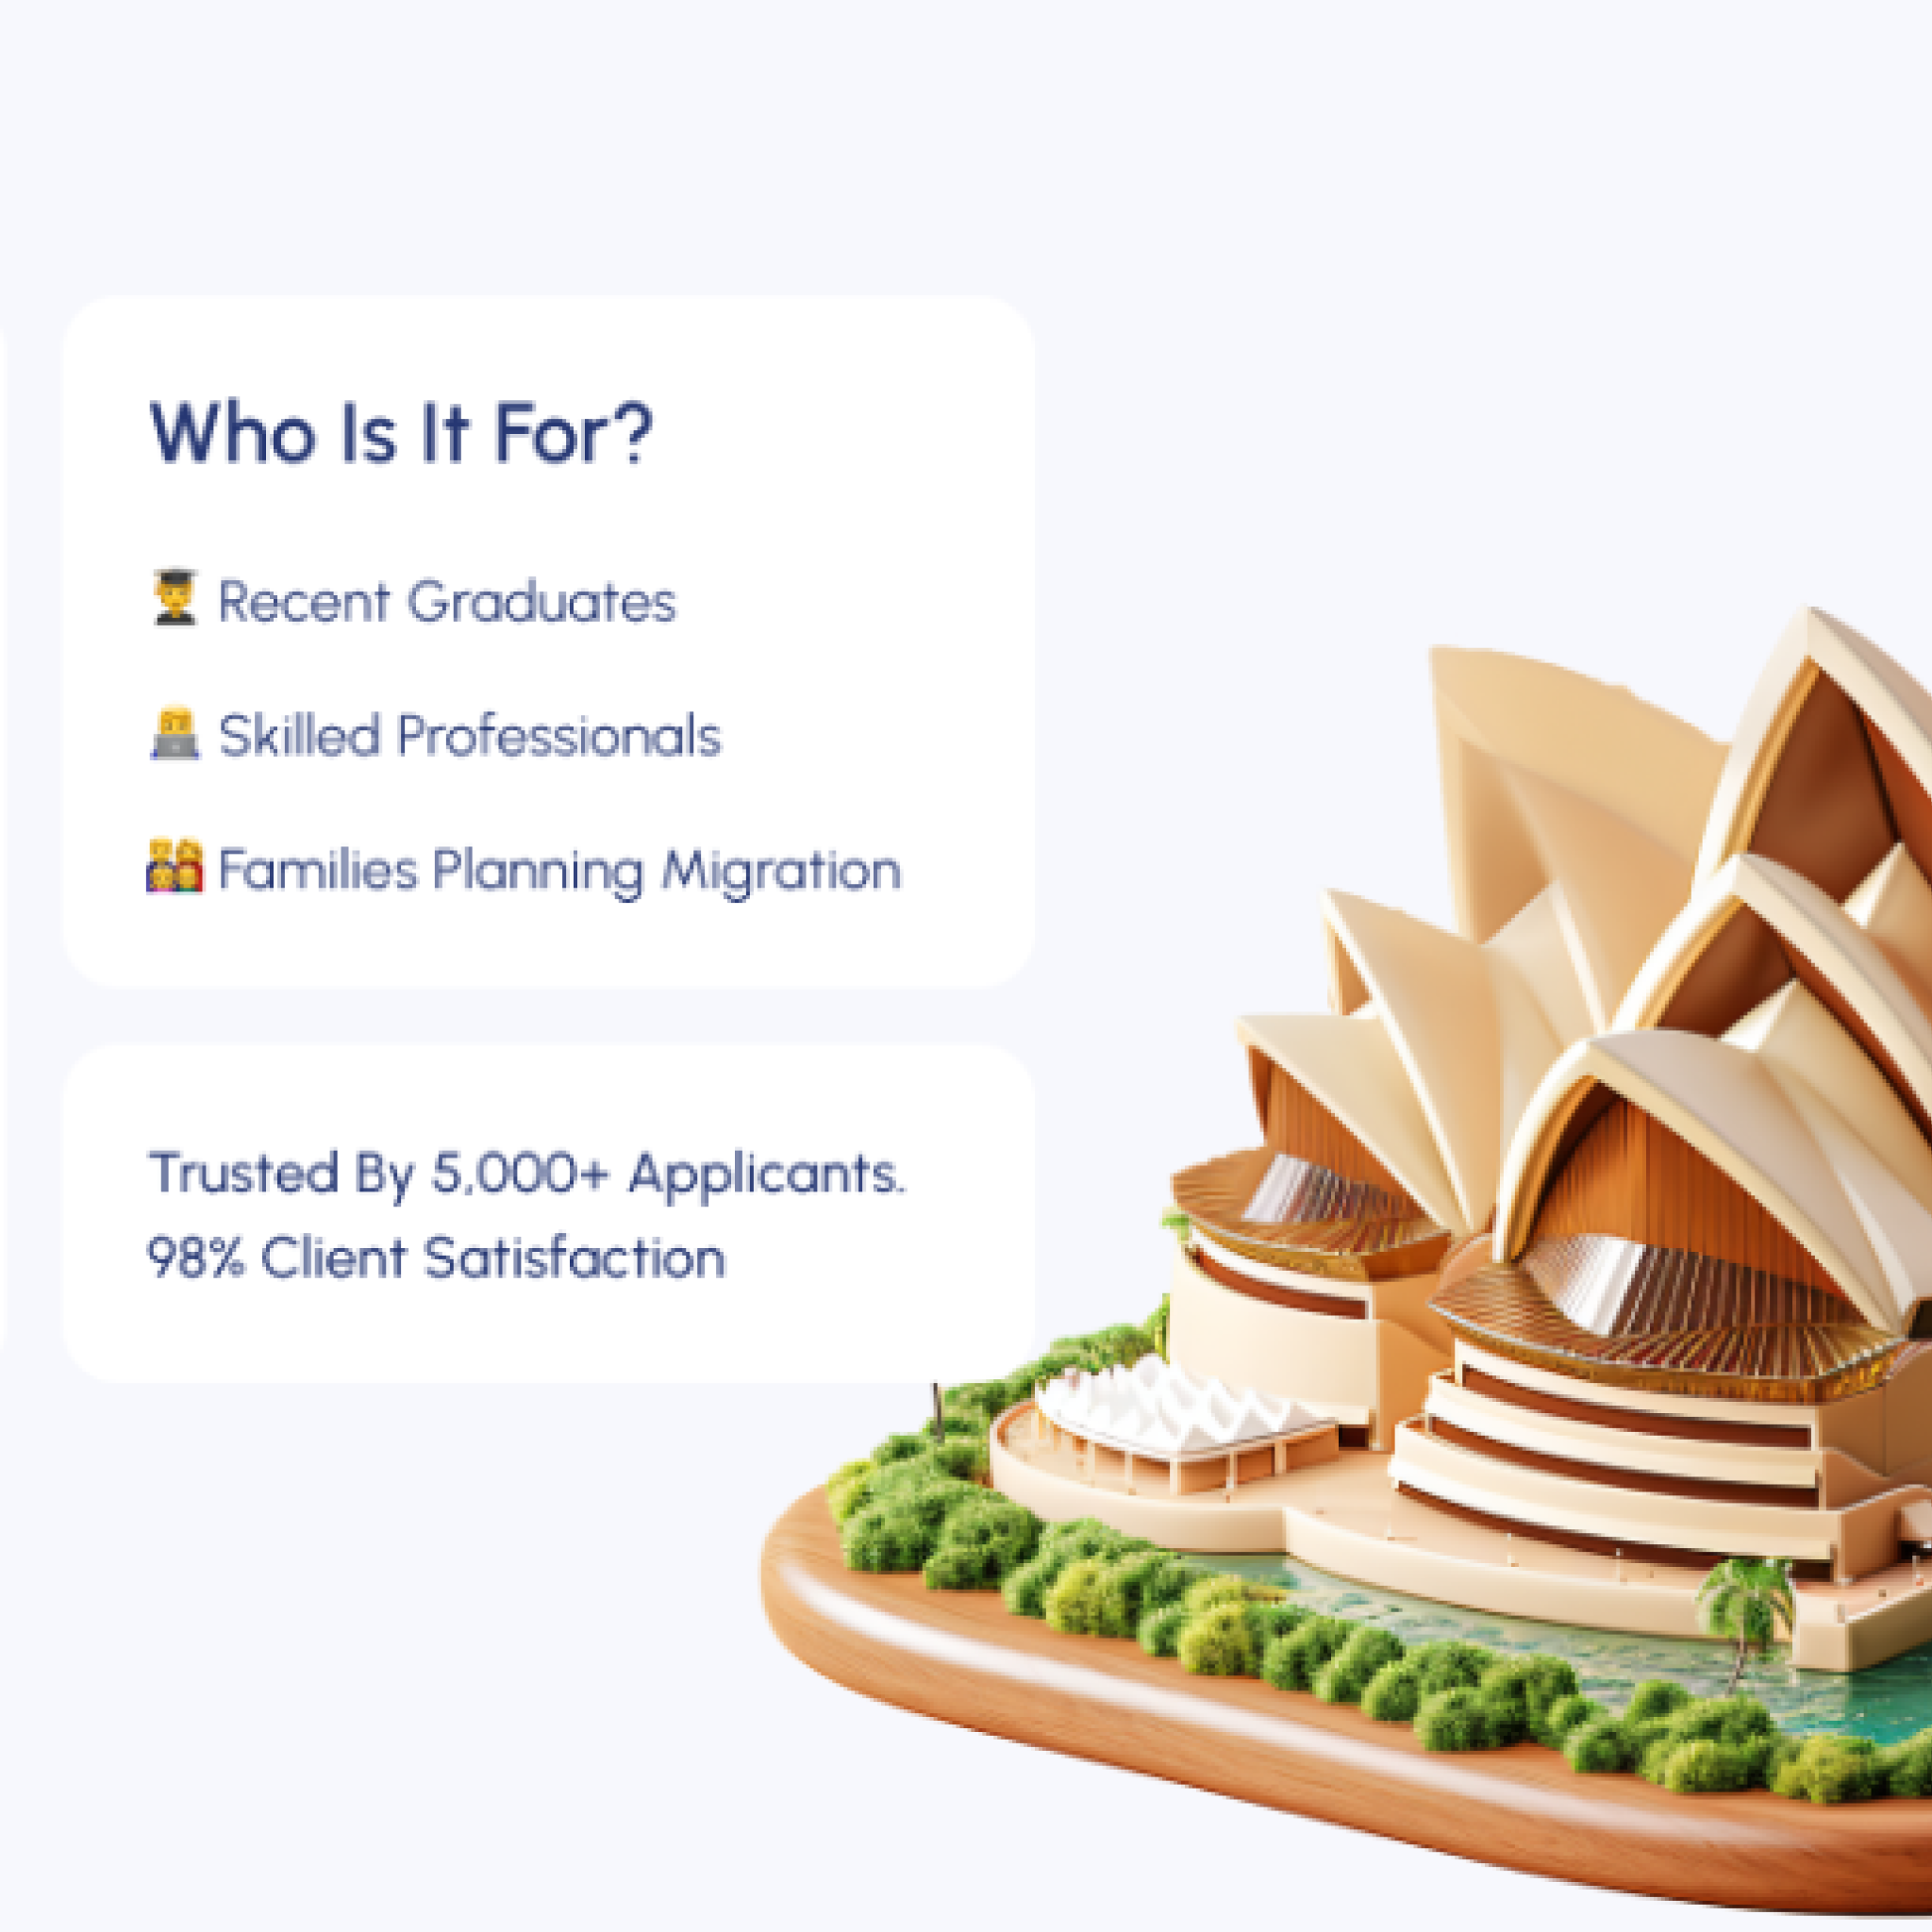 Who Is It For?
👨‍🎓 Recent Graduates
👩‍💻 Skilled Professionals
👨‍👩‍👧‍👦 Families Planning Migration
Trusted By 5,000+ Applicants.
98% Client Satisfaction